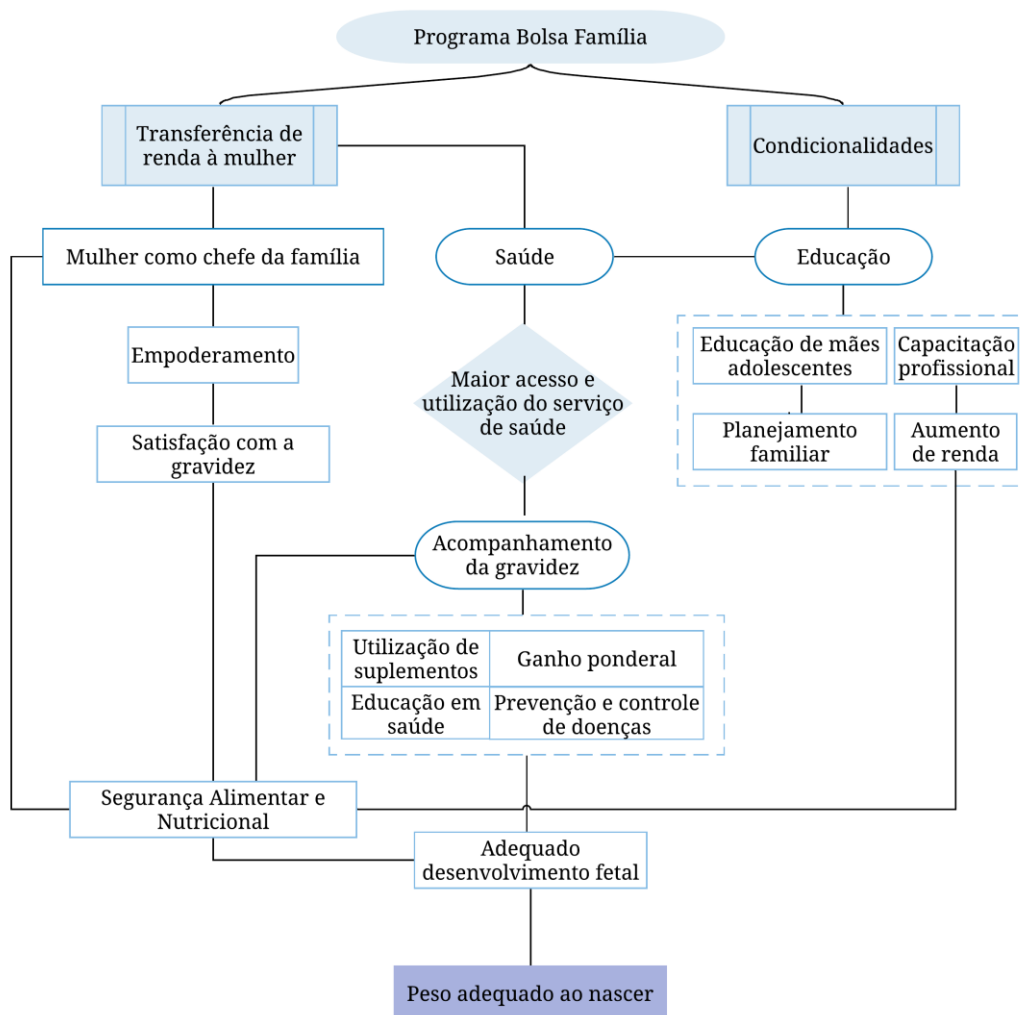 Programa Bolsa Família
Transferência de
renda à mulher
Condicionalidades
Mulher como chefe da família
Saúde
Educação
Empoderamento
Maior acesso e
utilização do serviço
de saúde
Educação de mães
adolescentes
Capacitação
profissional
Satisfação com a
gravidez
Planejamento
familiar
Aumento
de renda
Acompanhamento
da gravidez
Utilização de
suplementos
Ganho ponderal
Educação em
saúde
Prevenção e controle
de doenças
Segurança Alimentar e
Nutricional
Adequado
desenvolvimento fetal
Peso adequado ao nascer